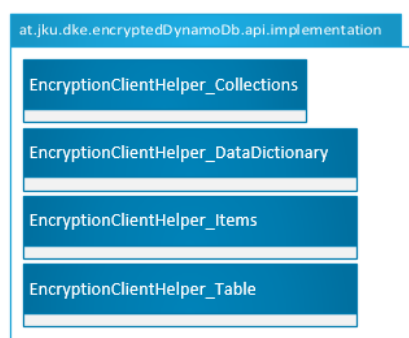 at.jku.dke.encryptedDynamoDb.api.implementation
EncryptionClientHelper_Collections
EncryptionClientHelper_DataDictionary
EncryptionClientHelper_Items
EncryptionClientHelper_Table